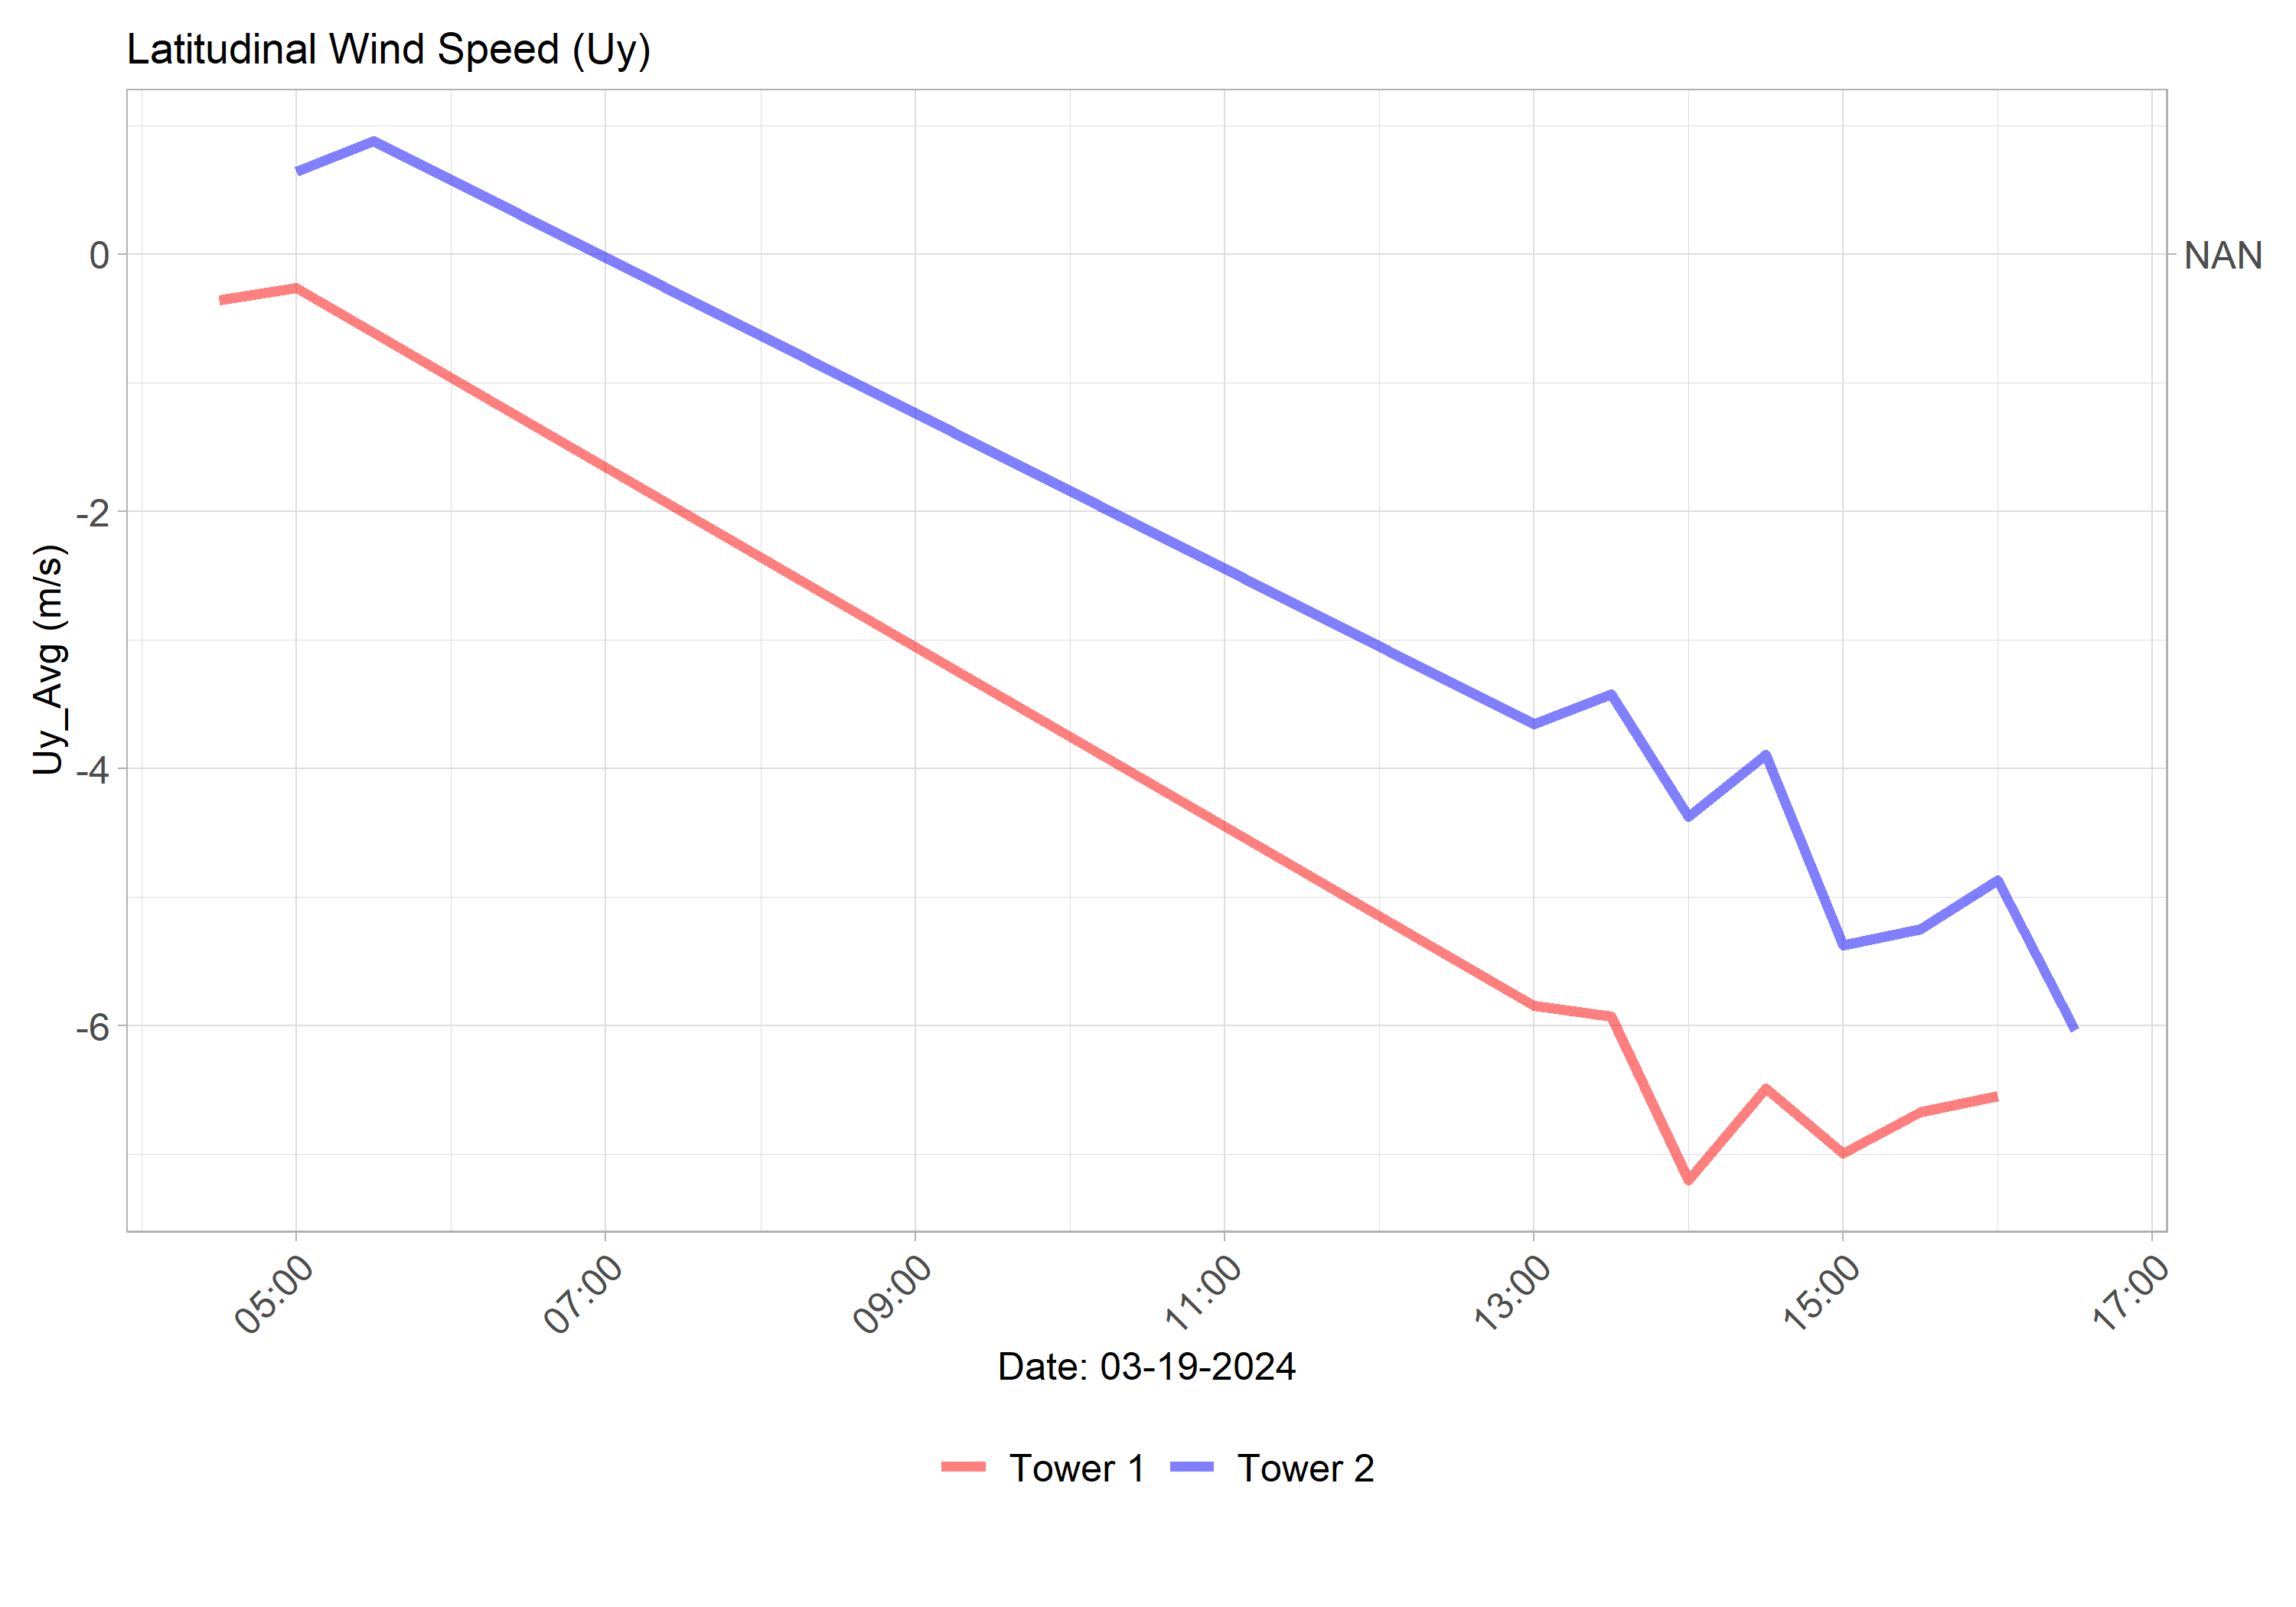 Latitudinal Wind Speed (Uy)
Uy_Avg (m/s)
0
-2
-4
-6
NAN
05:00
07:00
09:00
11:00
13:00
15:00
17:00
Date: 03-19-2024
Tower 1
Tower 2